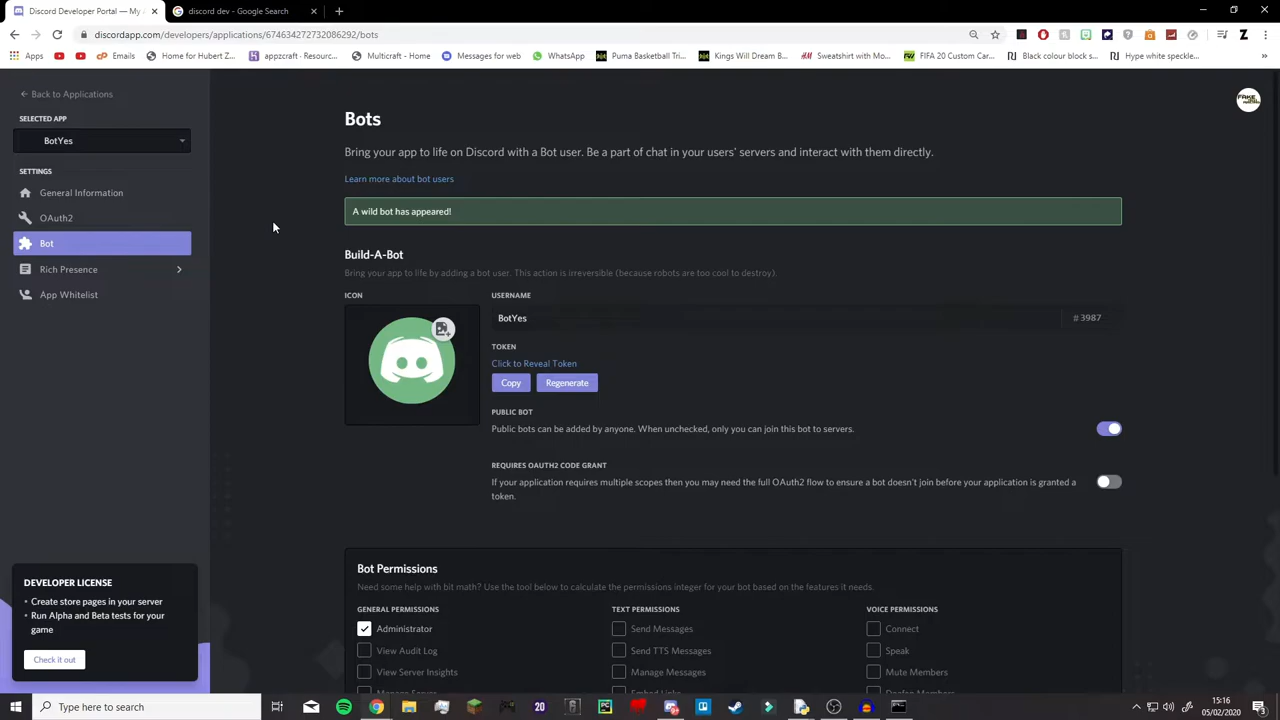 Discord Developer Portal — My A
discord dev - Google Search
discordapp.com/developers/applications/674634272732086292/bots
Apps
Emails
Home for Hubert Z...
appzcraft - Resourc...
Multicraft - Home
Messages for web
WhatsApp
Puma Basketball Tri...
Kings Will Dream B...
Sweatshirt with Mo...
FIFA 20 Custom Car...
Black colour block s...
Hype white speckle...
Back to Applications
SELECTED APP
BotYes
SETTINGS
General Information
OAuth2
Bot
Rich Presence
App Whitelist
DEVELOPER LICENSE
• Create store pages in your server
• Run Alpha and Beta tests for your
game
Check it out
Bots
Bring your app to life on Discord with a Bot user. Be a part of chat in your users' servers and interact with them directly.
Learn more about bot users
A wild bot has appeared!
Build-A-Bot
Bring your app to life by adding a bot user. This action is irreversible (because robots are too cool to destroy).
ICON
USERNAME
BotYes
# 3987
TOKEN
Click to Reveal Token
Copy
Regenerate
PUBLIC BOT
Public bots can be added by anyone. When unchecked, only you can join this bot to servers.
REQUIRES OAUTH2 CODE GRANT
If your application requires multiple scopes then you may need the full OAuth2 flow to ensure a bot doesn't join before your application is granted a
token.
Bot Permissions
Need some help with bit math? Use the tool below to calculate the permissions integer for your bot based on the features it needs.
GENERAL PERMISSIONS
Administrator
View Audit Log
View Server Insights
Manage Server
TEXT PERMISSIONS
Send Messages
Send TTS Messages
Manage Messages
Embed Links
VOICE PERMISSIONS
Connect
Speak
Mute Members
Deafen Members
Type here to search
20
PC
15:16
05/02/2020